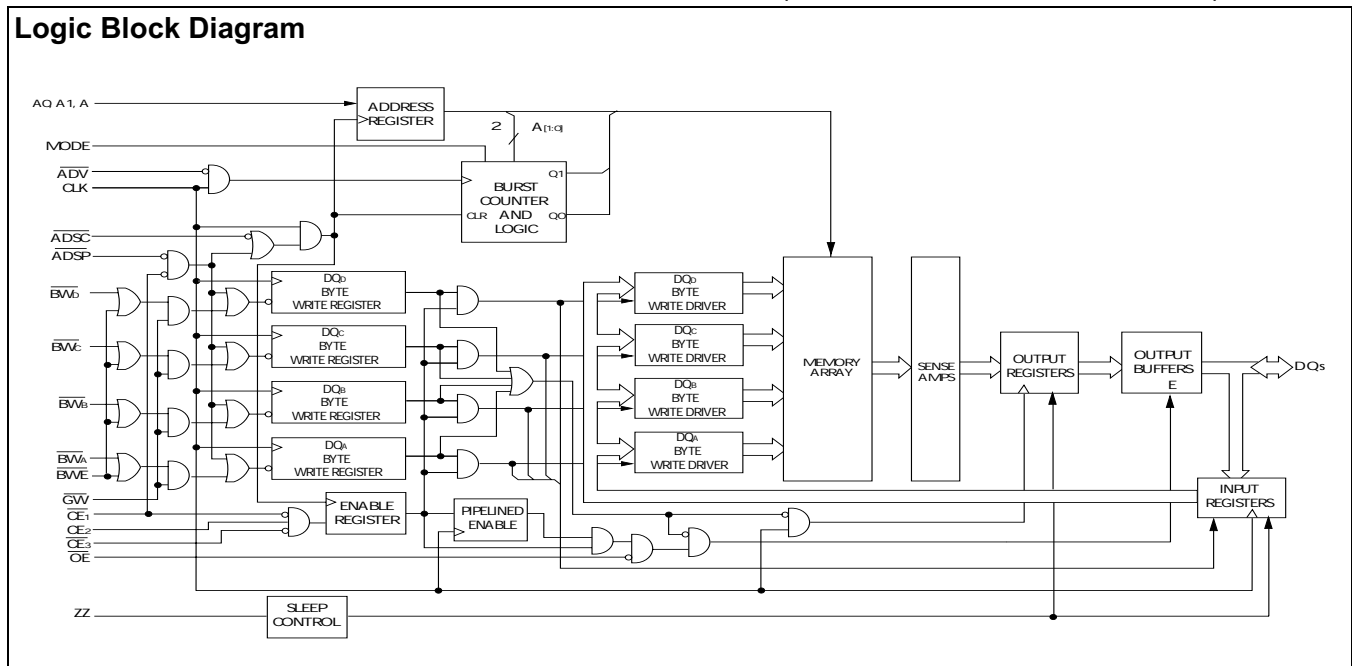 Logic Block Diagram
A0, A1, A
ADDRESS
REGISTER
2
A[1:0]
MODE
ADV
CLK
BURST
COUNTER
AND
LOGIC
Q1
CLR
Q0
ADSC
ADSP
BWD
DQD
BYTE
WRITE REGISTER
DQD
BYTE
WRITE DRIVER
BWC
DQC
BYTE
WRITE REGISTER
DQC
BYTE
WRITE DRIVER
MEMORY
ARRAY
SENSE
AMPS
OUTPUT
REGISTERS
OUTPUT
BUFFERS
E
DQs
BWB
DQB
BYTE
WRITE REGISTER
DQB
BYTE
WRITE DRIVER
BWA
BWE
DQA
BYTE
WRITE REGISTER
DQA
BYTE
WRITE DRIVER
GW
CE1
CE2
CE3
OE
ENABLE
REGISTER
PIPELINED
ENABLE
INPUT
REGISTERS
ZZ
SLEEP
CONTROL